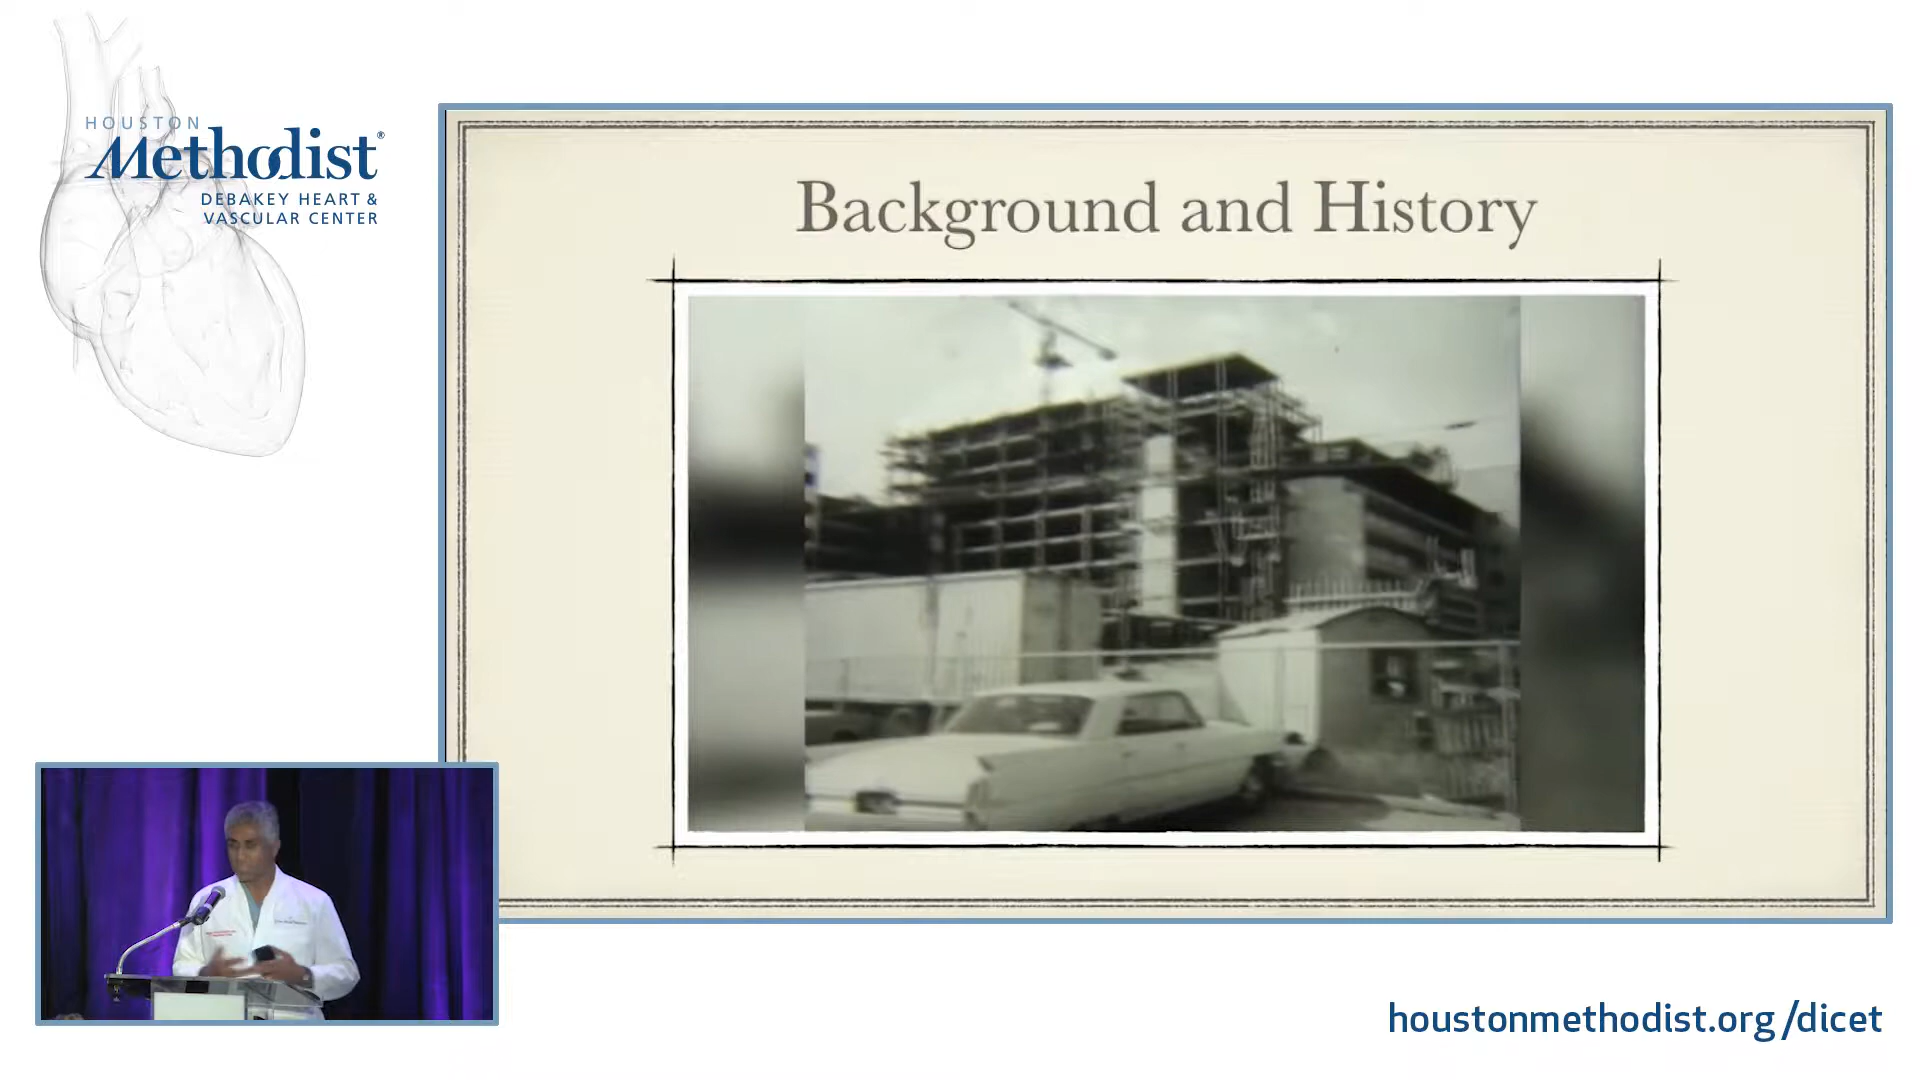 HOUSTON
Methodist®
DEBAKEY HEART &
VASCULAR CENTER
Background and History
houstonmethodist.org/dicet